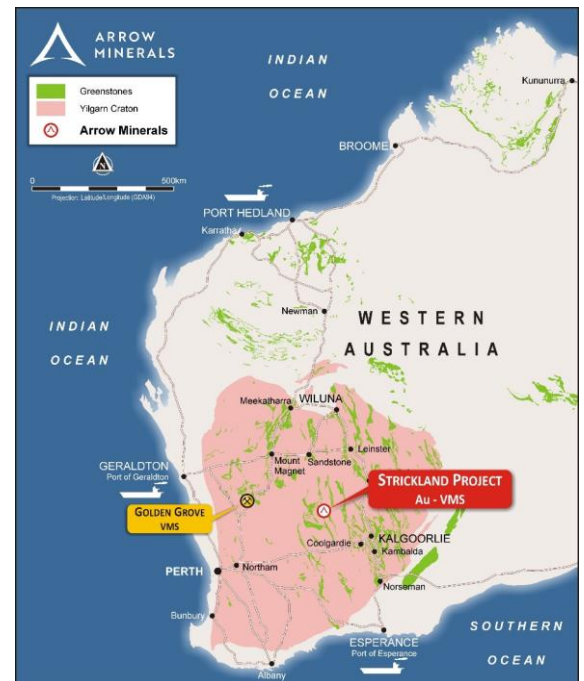 ARROW
MINERALS
Greenstones
Yilgarn Craton
Arrow Minerals
0
500km
Projection: Latitude/Longitude (GDA94)
INDIAN
OCEAN
Kununurra
BROOME
PORT HEDLAND
Karratha
Newman
WESTERN
AUSTRALIA
INDIAN
OCEAN
Meekatharra
WILUNA
Leinster
Mount
Magnet
Sandstone
GERALDTON
Port of Geraldton
STRICKLAND PROJECT
Au - VMS
GOLDEN GROVE
VMS
KALGOORLIE
Coolgardie
Kambalda
PERTH
Northam
Norseman
Bunbury
ESPERANCE
Port of Esperance
SOUTHERN
OCEAN
Albany